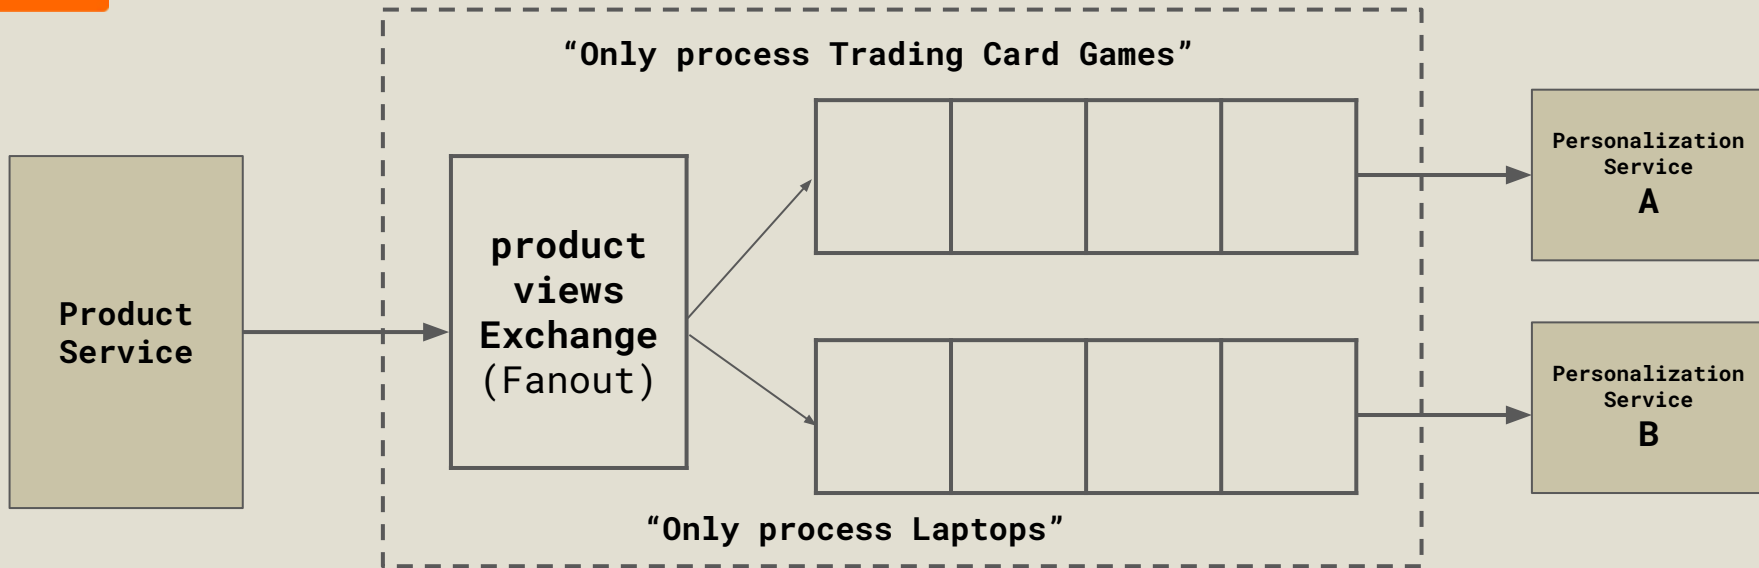 “Only process Trading Card Games”
Product
Service
product
views
Exchange
(Fanout)
Personalization
Service
A
Personalization
Service
B
“Only process Laptops”